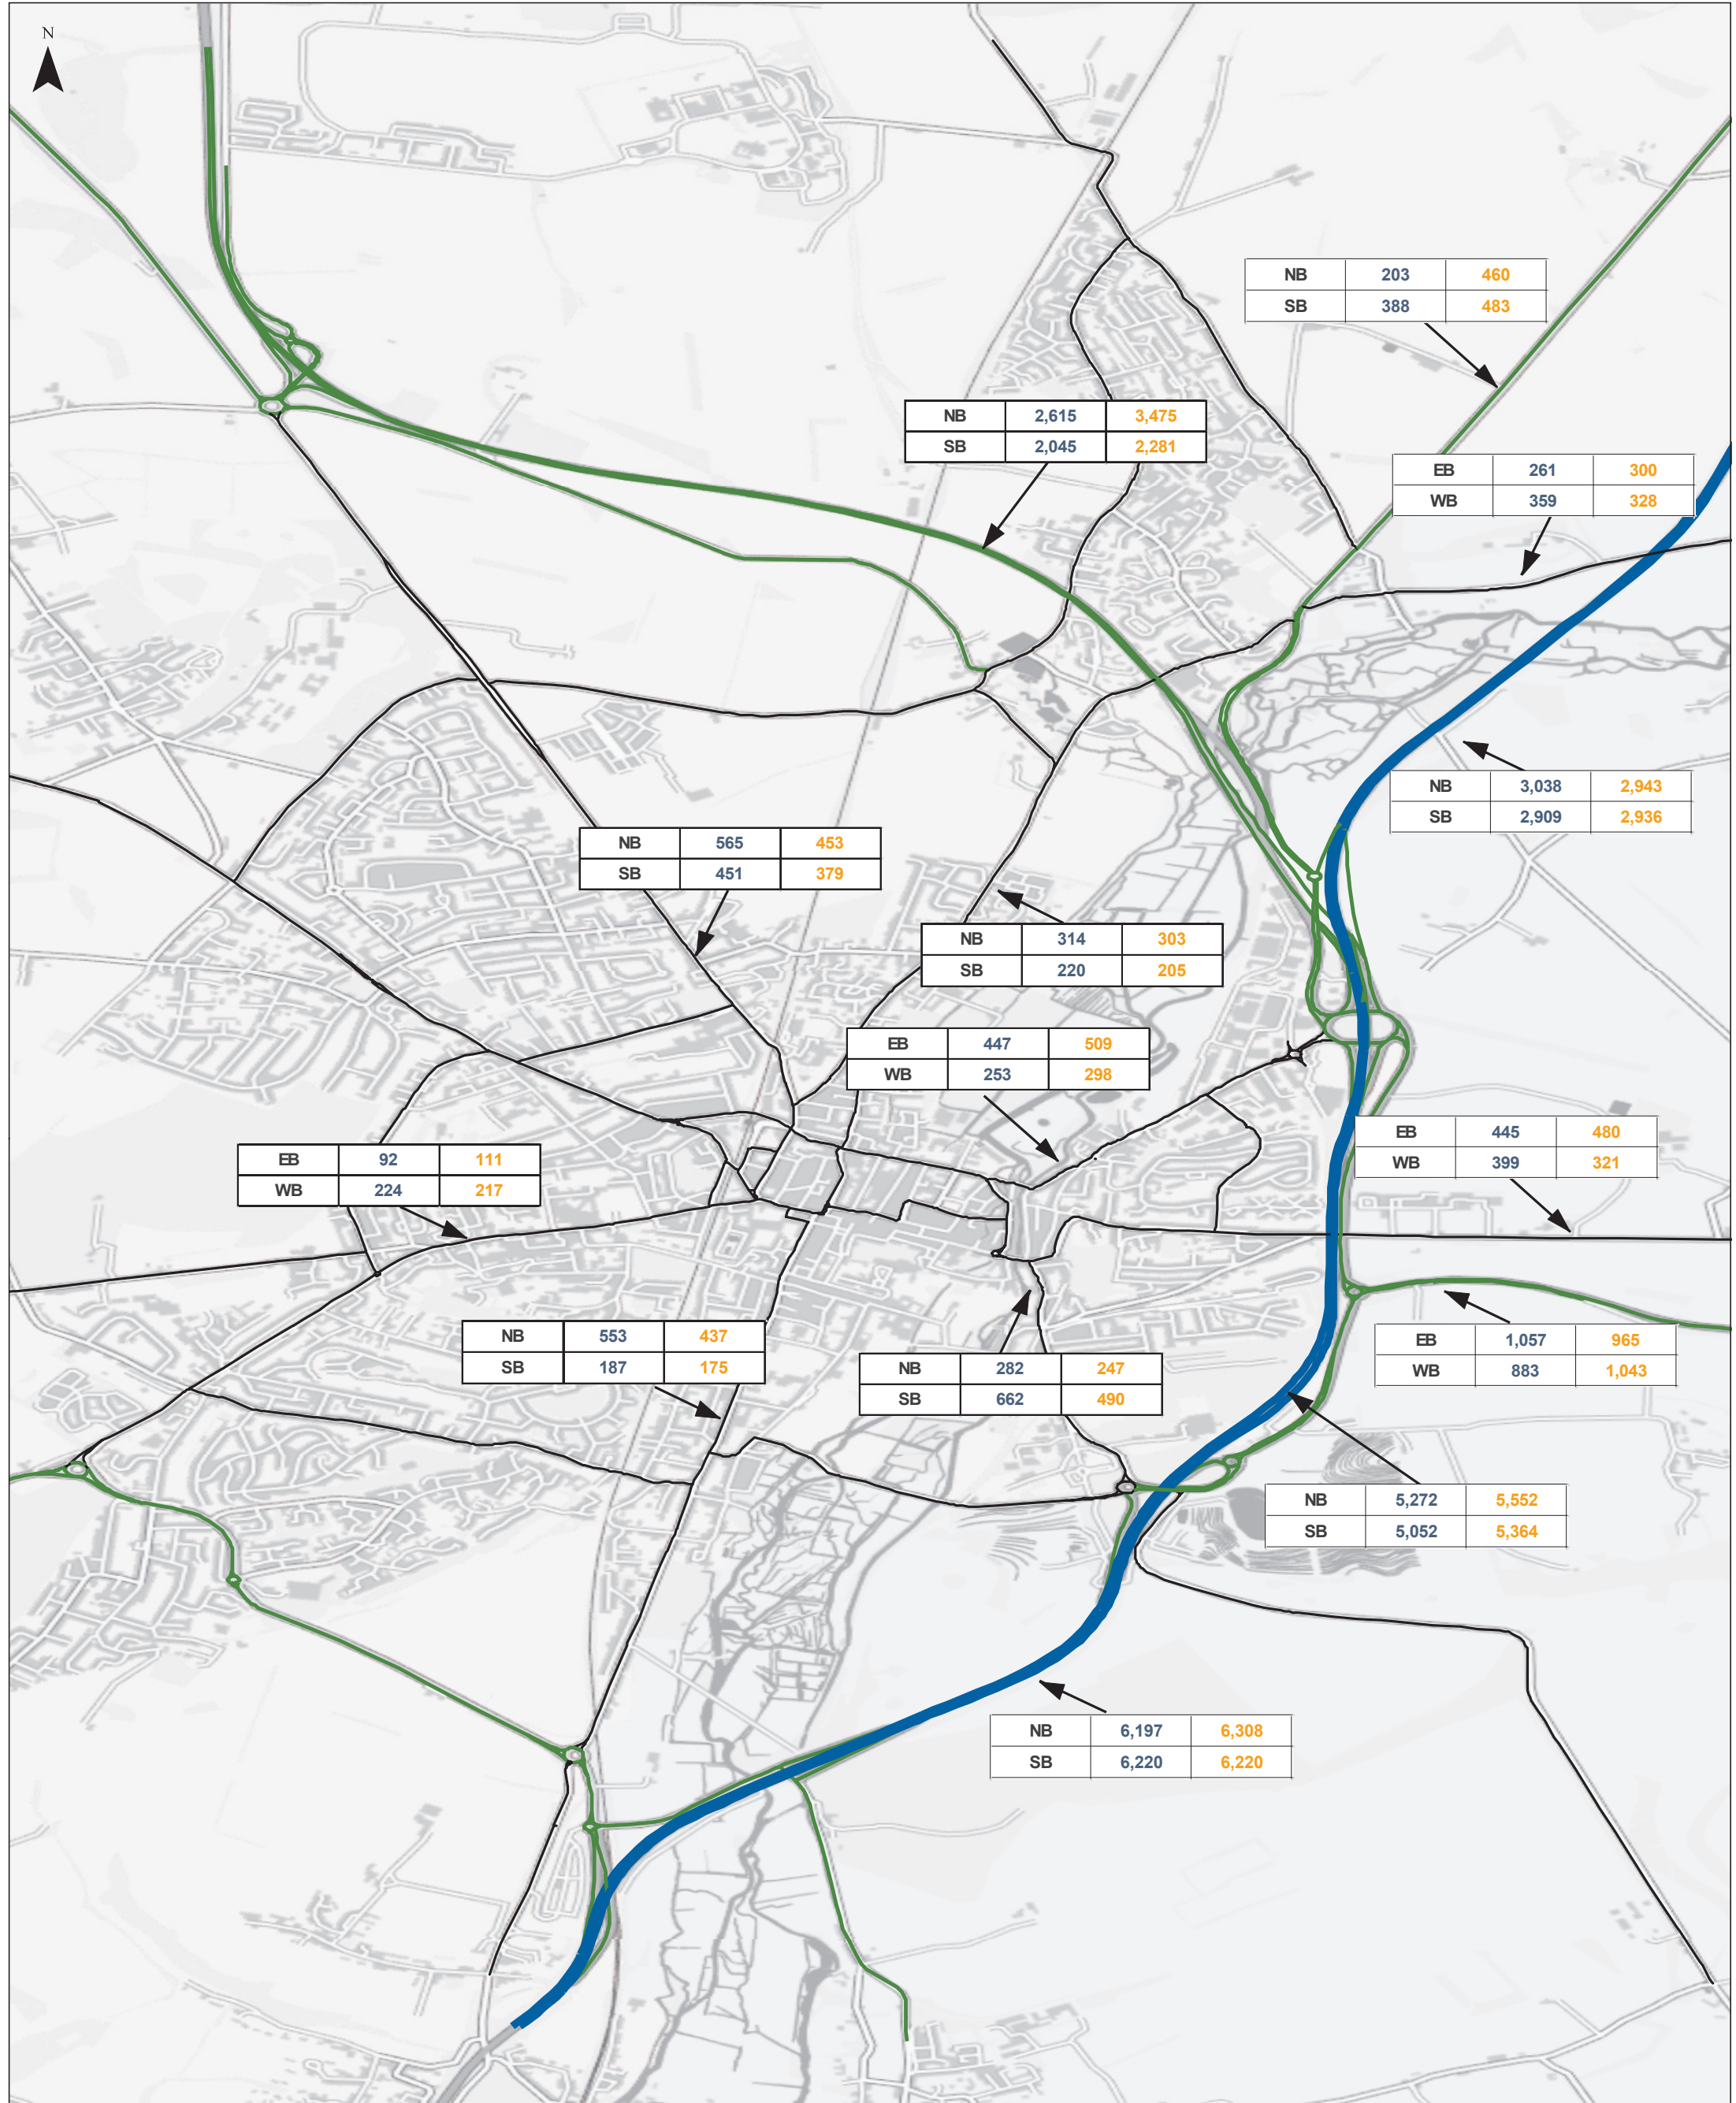 N
NB 203 460
SB 388 483
NB 2,615 3,475
SB 2,045 2,281
EB 261 300
WB 359 328
NB 3,038 2,943
SB 2,909 2,936
NB 565 453
SB 451 379
NB 314 303
SB 220 205
EB 447 509
WB 253 298
EB 445 480
WB 399 321
EB 92 111
WB 224 217
NB 553 437
SB 187 175
NB 282 247
SB 662 490
EB 1,057 965
WB 883 1,043
NB 5,272 5,552
SB 5,052 5,364
NB 6,197 6,308
SB 6,220 6,220